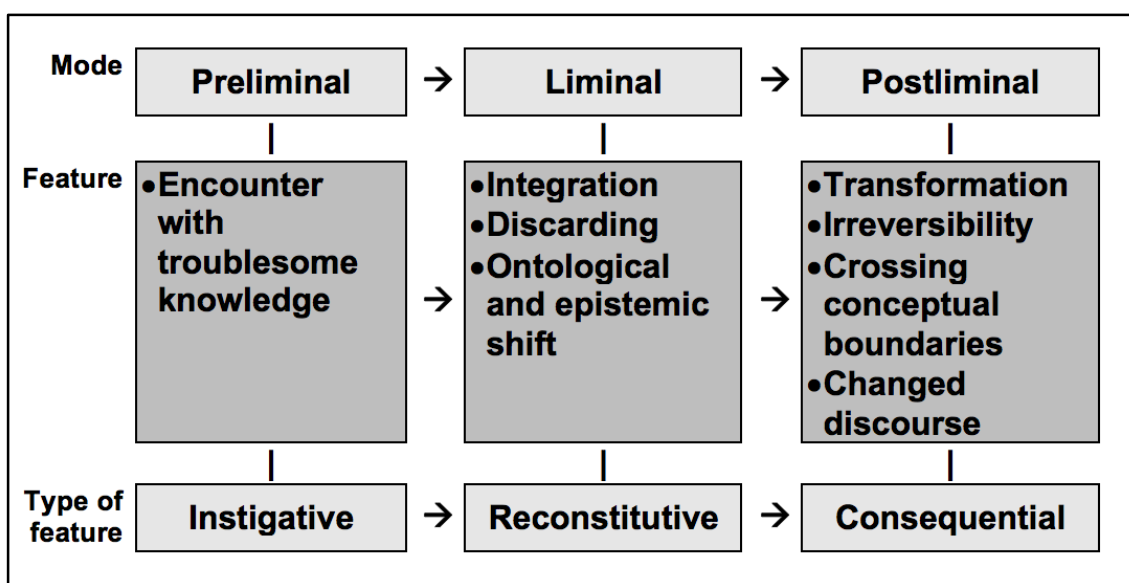 Mode
Preliminal → Liminal → Postliminal
Feature
•Encounter
with
troublesome
knowledge
→
•Integration
•Discarding
•Ontological
and epistemic
shift
→
•Transformation
•Irreversibility
•Crossing
conceptual
boundaries
•Changed
discourse
Type of
feature
Instigative → Reconstitutive → Consequential